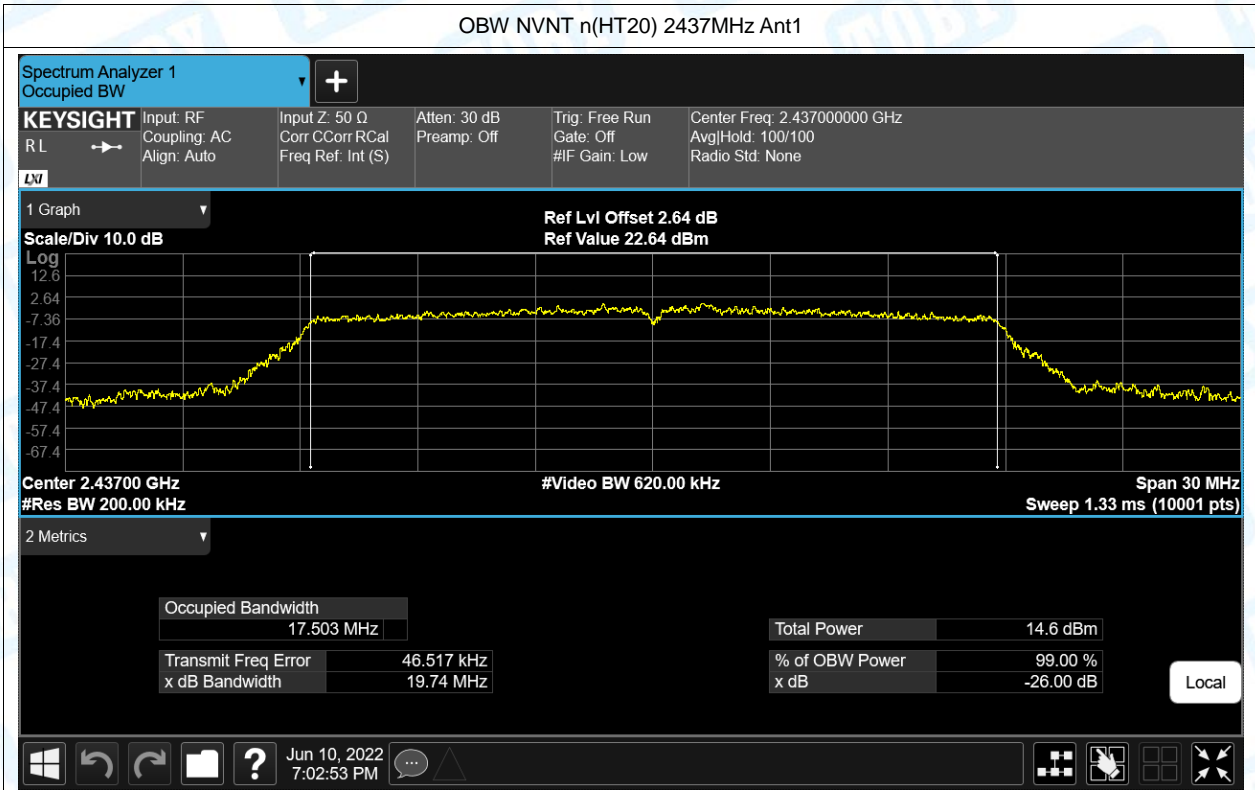 OBW NVNT n(HT20) 2437MHz Ant1
Spectrum Analyzer 1
Occupied BW
KEYSIGHT
R L
LXI
Input: RF
Coupling: AC
Align: Auto
Input Z: 50 Ω
Corr CCorr RCal
Freq Ref: Int (S)
Atten: 30 dB
Preamp: Off
Trig: Free Run
Gate: Off
#IF Gain: Low
Center Freq: 2.437000000 GHz
Avg|Hold: 100/100
Radio Std: None
1 Graph
Scale/Div 10.0 dB
Ref Lvl Offset 2.64 dB
Ref Value 22.64 dBm
Log
12.6
2.64
-7.36
-17.4
-27.4
-37.4
-47.4
-57.4
-67.4
Center 2.43700 GHz
#Video BW 620.00 kHz
Span 30 MHz
#Res BW 200.00 kHz
Sweep 1.33 ms (10001 pts)
2 Metrics
Occupied Bandwidth
17.503 MHz
Total Power 14.6 dBm
Transmit Freq Error 46.517 kHz
% of OBW Power 99.00 %
x dB Bandwidth 19.74 MHz
x dB -26.00 dB
Local
?
Jun 10, 2022
7:02:53 PM